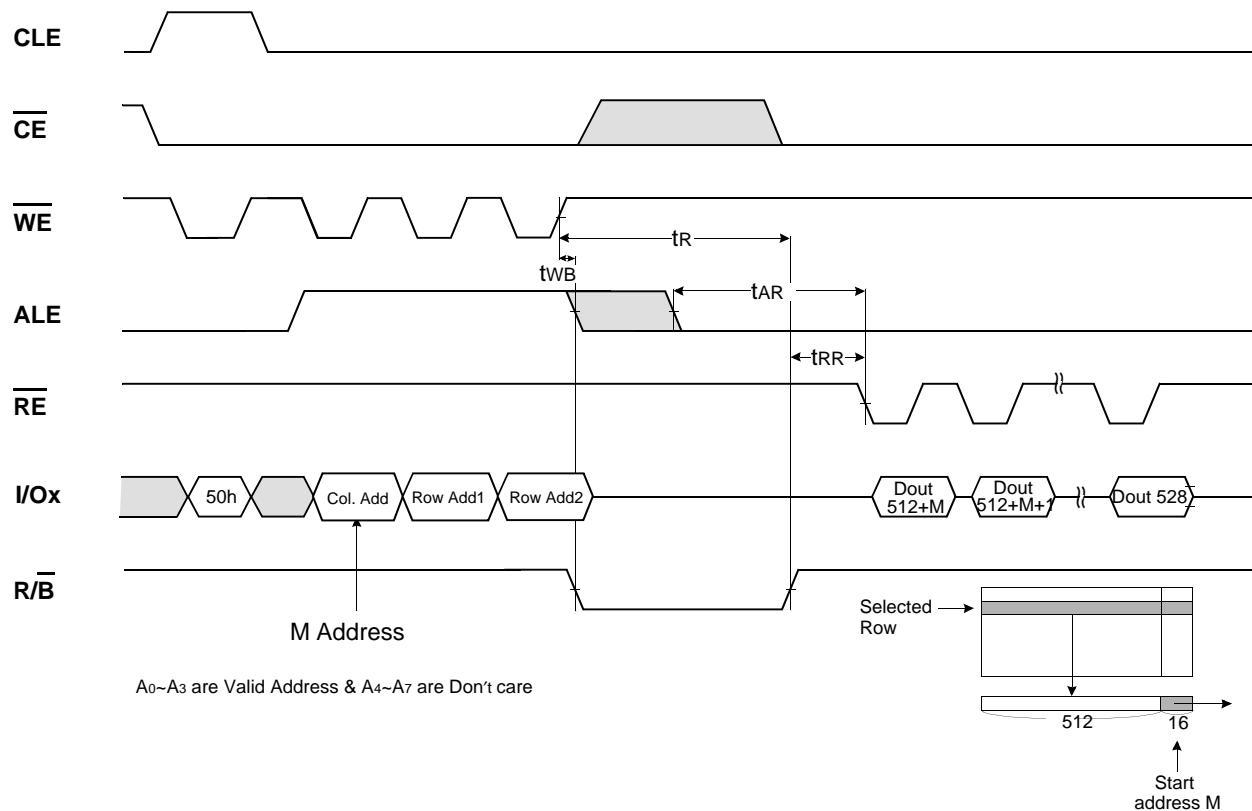 CLE
CE
WE
tR
tWB
ALE
tAR
tRR
RE
I/Ox
50h
Col. Add
Row Add1
Row Add2
Dout
512+M
Dout
512+M+1
Dout 528
R/B
M Address
Selected
Row
A0~A3 are Valid Address & A4~A7 are Don't care
512
16
Start
address M